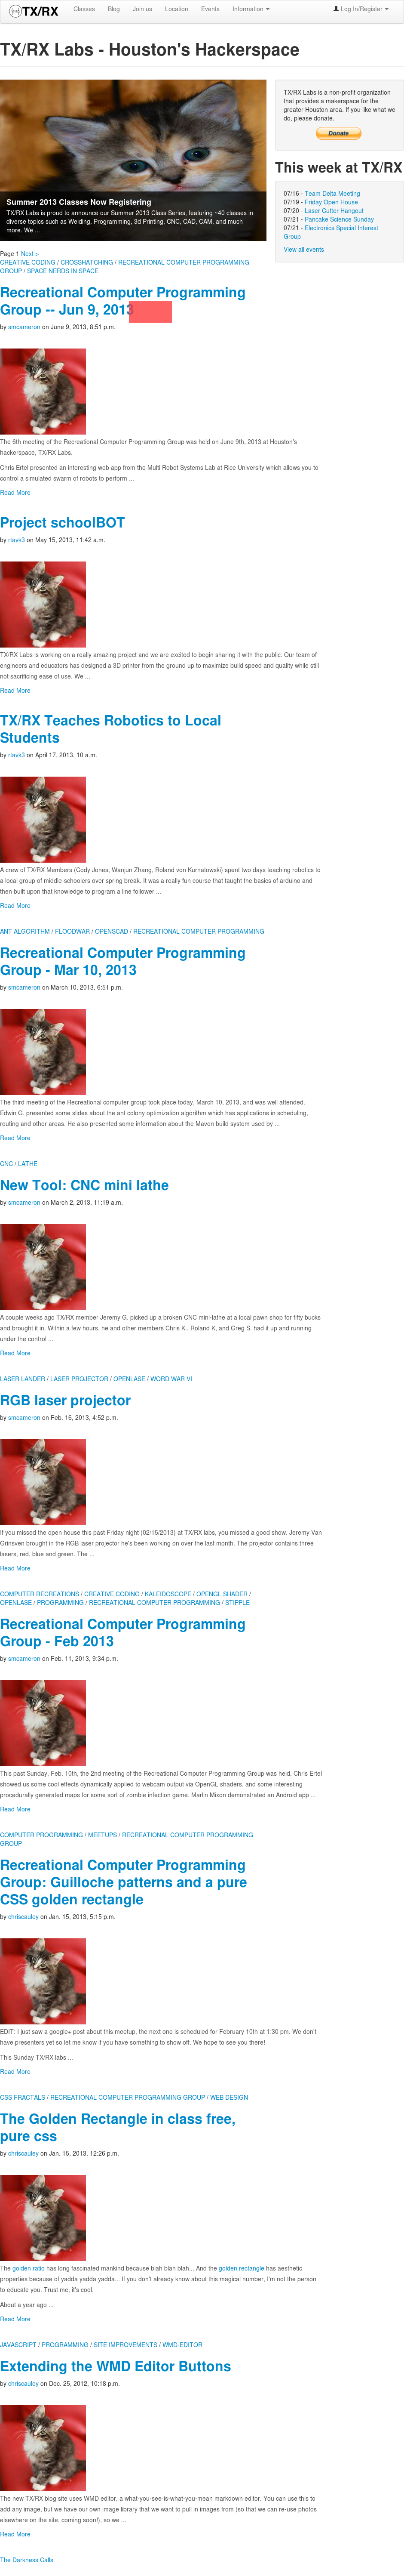 TX/RX
Classes
Blog
Join us
Location
Events
Information
Log In/Register
TX/RX Labs - Houston's Hackerspace
Summer 2013 Classes Now Registering
TX/RX Labs is proud to announce our Summer 2013 Class Series, featuring ~40 classes in
diverse topics such as Welding, Programming, 3d Printing, CNC, CAD, CAM, and much
more. We ...
TX/RX Labs is a non-profit organization
that provides a makerspace for the
greater Houston area. If you like what we
do, please donate.
Donate
This week at TX/RX
07/16 - Team Delta Meeting
07/19 - Friday Open House
07/20 - Laser Cutter Hangout
07/21 - Pancake Science Sunday
07/21 - Electronics Special Interest
Group
View all events
Page 1 Next >
CREATIVE CODING / CROSSHATCHING / RECREATIONAL COMPUTER PROGRAMMING
GROUP / SPACE NERDS IN SPACE
Recreational Computer Programming
Group -- Jun 9, 2013
by smcameron on June 9, 2013, 8:51 p.m.
The 6th meeting of the Recreational Computer Programming Group was held on June 9th, 2013 at Houston's
hackerspace, TX/RX Labs.
Chris Ertel presented an interesting web app from the Multi Robot Systems Lab at Rice University which allows you to
control a simulated swarm of robots to perform ...
Read More
Project schoolBOT
by rtavk3 on May 15, 2013, 11:42 a.m.
TX/RX Labs is working on a really amazing project and we are excited to begin sharing it with the public. Our team of
engineers and educators has designed a 3D printer from the ground up to maximize build speed and quality while still
not sacrificing ease of use. We ...
Read More
TX/RX Teaches Robotics to Local
Students
by rtavk3 on April 17, 2013, 10 a.m.
A crew of TX/RX Members (Cody Jones, Wanjun Zhang, Roland von Kurnatowski) spent two days teaching robotics to
a local group of middle schoolers over spring break. It was a really fun course that taught the basics of arduino and
then built upon that knowledge to program a line follower ...
Read More
ANT ALGORITHM / FLOODWAR / OPENSCAD / RECREATIONAL COMPUTER PROGRAMMING
Recreational Computer Programming
Group - Mar 10, 2013
by smcameron on March 10, 2013, 6:51 p.m.
The third meeting of the Recreational Computer group took place today, March 10, 2013, and was well attended.
Edwin G. presented some slides about the ant colony optimization algorithm which has applications in scheduling,
routing and other areas. He also presented some information about the Maven build system used by ...
Read More
CNC / LATHE
New Tool: CNC mini lathe
by smcameron on March 2, 2013, 11:19 a.m.
A couple weeks ago TX/RX member Jeremy G. picked up a broken CNC mini-lathe at a local pawn shop for fifty bucks
and brought it in. Within a few hours, he and other members Chris K., Roland K, and Greg S. had it up and running
under the control ...
Read More
LASER LANDER / LASER PROJECTOR / OPENLASE / WORD WAR VI
RGB laser projector
by smcameron on Feb. 16, 2013, 4:52 p.m.
If you missed the open house this past Friday night (02/15/2013) at TX/RX labs, you missed a good show. Jeremy Van
Grinsven brought in the RGB laser projector he's been working on over the last month. The projector contains three
lasers, red, blue and green. The ...
Read More
COMPUTER RECREATIONS / CREATIVE CODING / KALEIDOSCOPE / OPENGL SHADER /
OPENLASE / PROGRAMMING / RECREATIONAL COMPUTER PROGRAMMING / STIPPLE
Recreational Computer Programming
Group - Feb 2013
by smcameron on Feb. 11, 2013, 9:34 p.m.
This past Sunday, Feb. 10th, the 2nd meeting of the Recreational Computer Programming Group was held. Chris Ertel
showed us some cool effects dynamically applied to webcam output via OpenGL shaders, and some interesting
procedurally generated maps for some sort of zombie infection game. Marlin Mixon demonstrated an Android app ...
Read More
COMPUTER PROGRAMMING / MEETUPS / RECREATIONAL COMPUTER PROGRAMMING
GROUP
Recreational Computer Programming
Group: Guilloche patterns and a pure
CSS golden rectangle
by chriscauley on Jan. 15, 2013, 5:15 p.m.
EDIT: I just saw a google+ post about this meetup, the next one is scheduled for February 10th at 1:30 pm. We don't
have presenters yet so let me know if you have something to show off. We hope to see you there!
This Sunday TX/RX labs ...
Read More
CSS FRACTALS / RECREATIONAL COMPUTER PROGRAMMING GROUP / WEB DESIGN
The Golden Rectangle in class free,
pure css
by chriscauley on Jan. 15, 2013, 12:26 p.m.
The golden ratio has long fascinated mankind because blah blah blah... And the golden rectangle has aesthetic
properties because of yadda yadda yadda... If you don't already know about this magical number, I'm not the person
to educate you. Trust me, it's cool.
About a year ago ...
Read More
JAVASCRIPT / PROGRAMMING / SITE IMPROVEMENTS / WMD-EDITOR
Extending the WMD Editor Buttons
by chriscauley on Dec. 25, 2012, 10:18 p.m.
The new TX/RX blog site uses WMD editor, a what-you-see-is-what-you-mean markdown editor. You can use this to
add any image, but we have our own image library that we want to pull in images from (so that we can re-use photos
elsewhere on the site, coming soon!), so we ...
Read More
The Darkness Calls